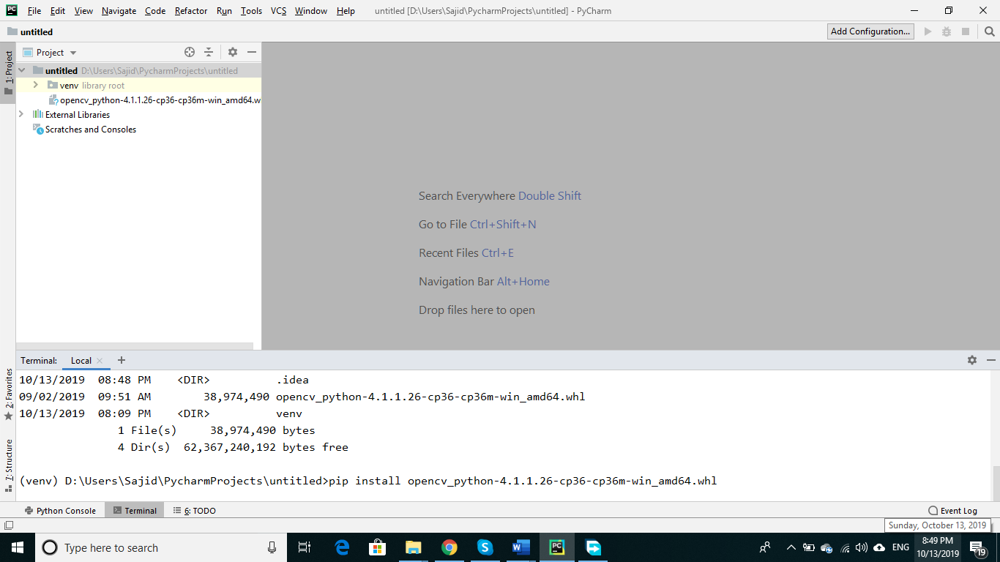 PC File Edit View Navigate Code Refactor Run Tools VCS Window Help untitled [D:\Users\Sajid\PycharmProjects\untitled] - PyCharm
untitled Add Configuration...
1: Project
Project
untitled D:\Users\Sajid\PycharmProjects\untitled
venv library root
opencv_python-4.1.1.26-cp36-cp36m-win_amd64.w
External Libraries
Scratches and Consoles
Search Everywhere Double Shift
Go to File Ctrl+Shift+N
Recent Files Ctrl+E
Navigation Bar Alt+Home
Drop files here to open
2: Favorites
7: Structure
Terminal: Local
10/13/2019 08:48 PM <DIR> .idea
09/02/2019 09:51 AM 38,974,490 opencv_python-4.1.1.26-cp36-cp36m-win_amd64.whl
10/13/2019 08:09 PM <DIR> venv
1 File(s) 38,974,490 bytes
4 Dir(s) 62,367,240,192 bytes free
(venv) D:\Users\Sajid\PycharmProjects\untitled>pip install opencv_python-4.1.1.26-cp36-cp36m-win_amd64.whl
Python Console Terminal 6: TODO Event Log
Sunday, October 13, 2019
Type here to search e S W PC ENG 8:49 PM
10/13/2019 19